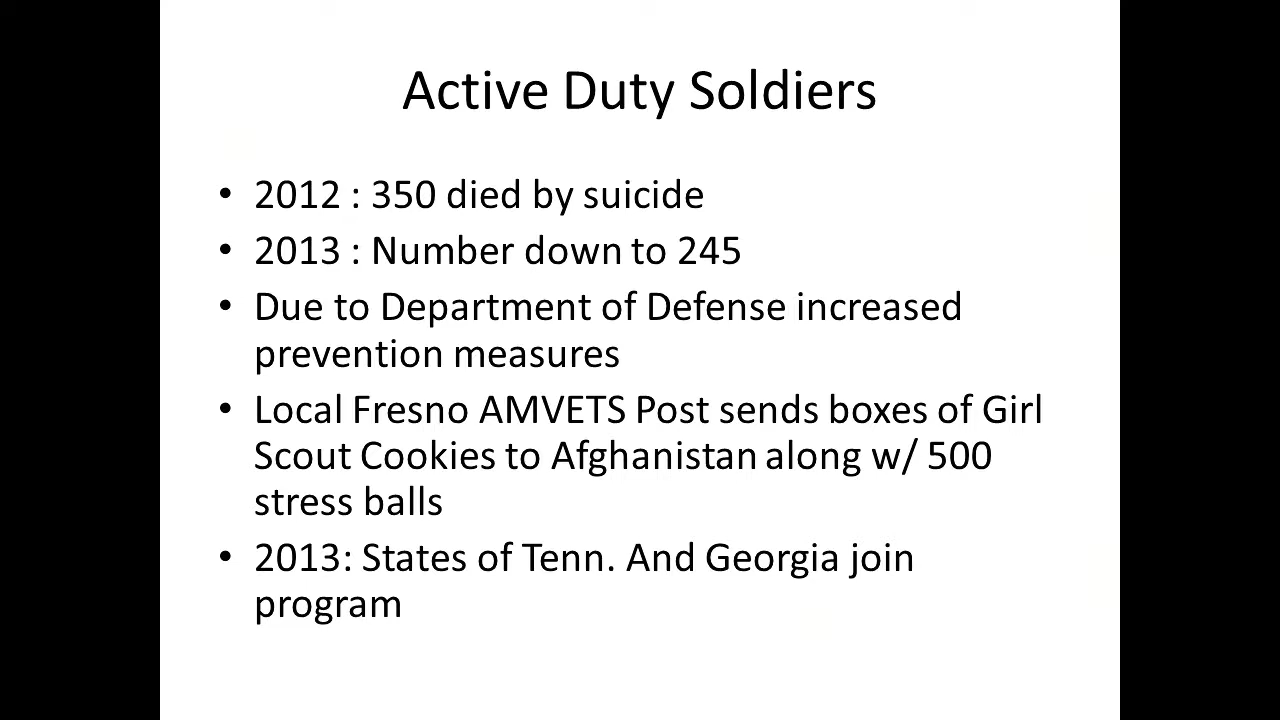 Active Duty Soldiers
• 2012 : 350 died by suicide
• 2013 : Number down to 245
• Due to Department of Defense increased
prevention measures
• Local Fresno AMVETS Post sends boxes of Girl
Scout Cookies to Afghanistan along w/ 500
stress balls
• 2013: States of Tenn. And Georgia join
program